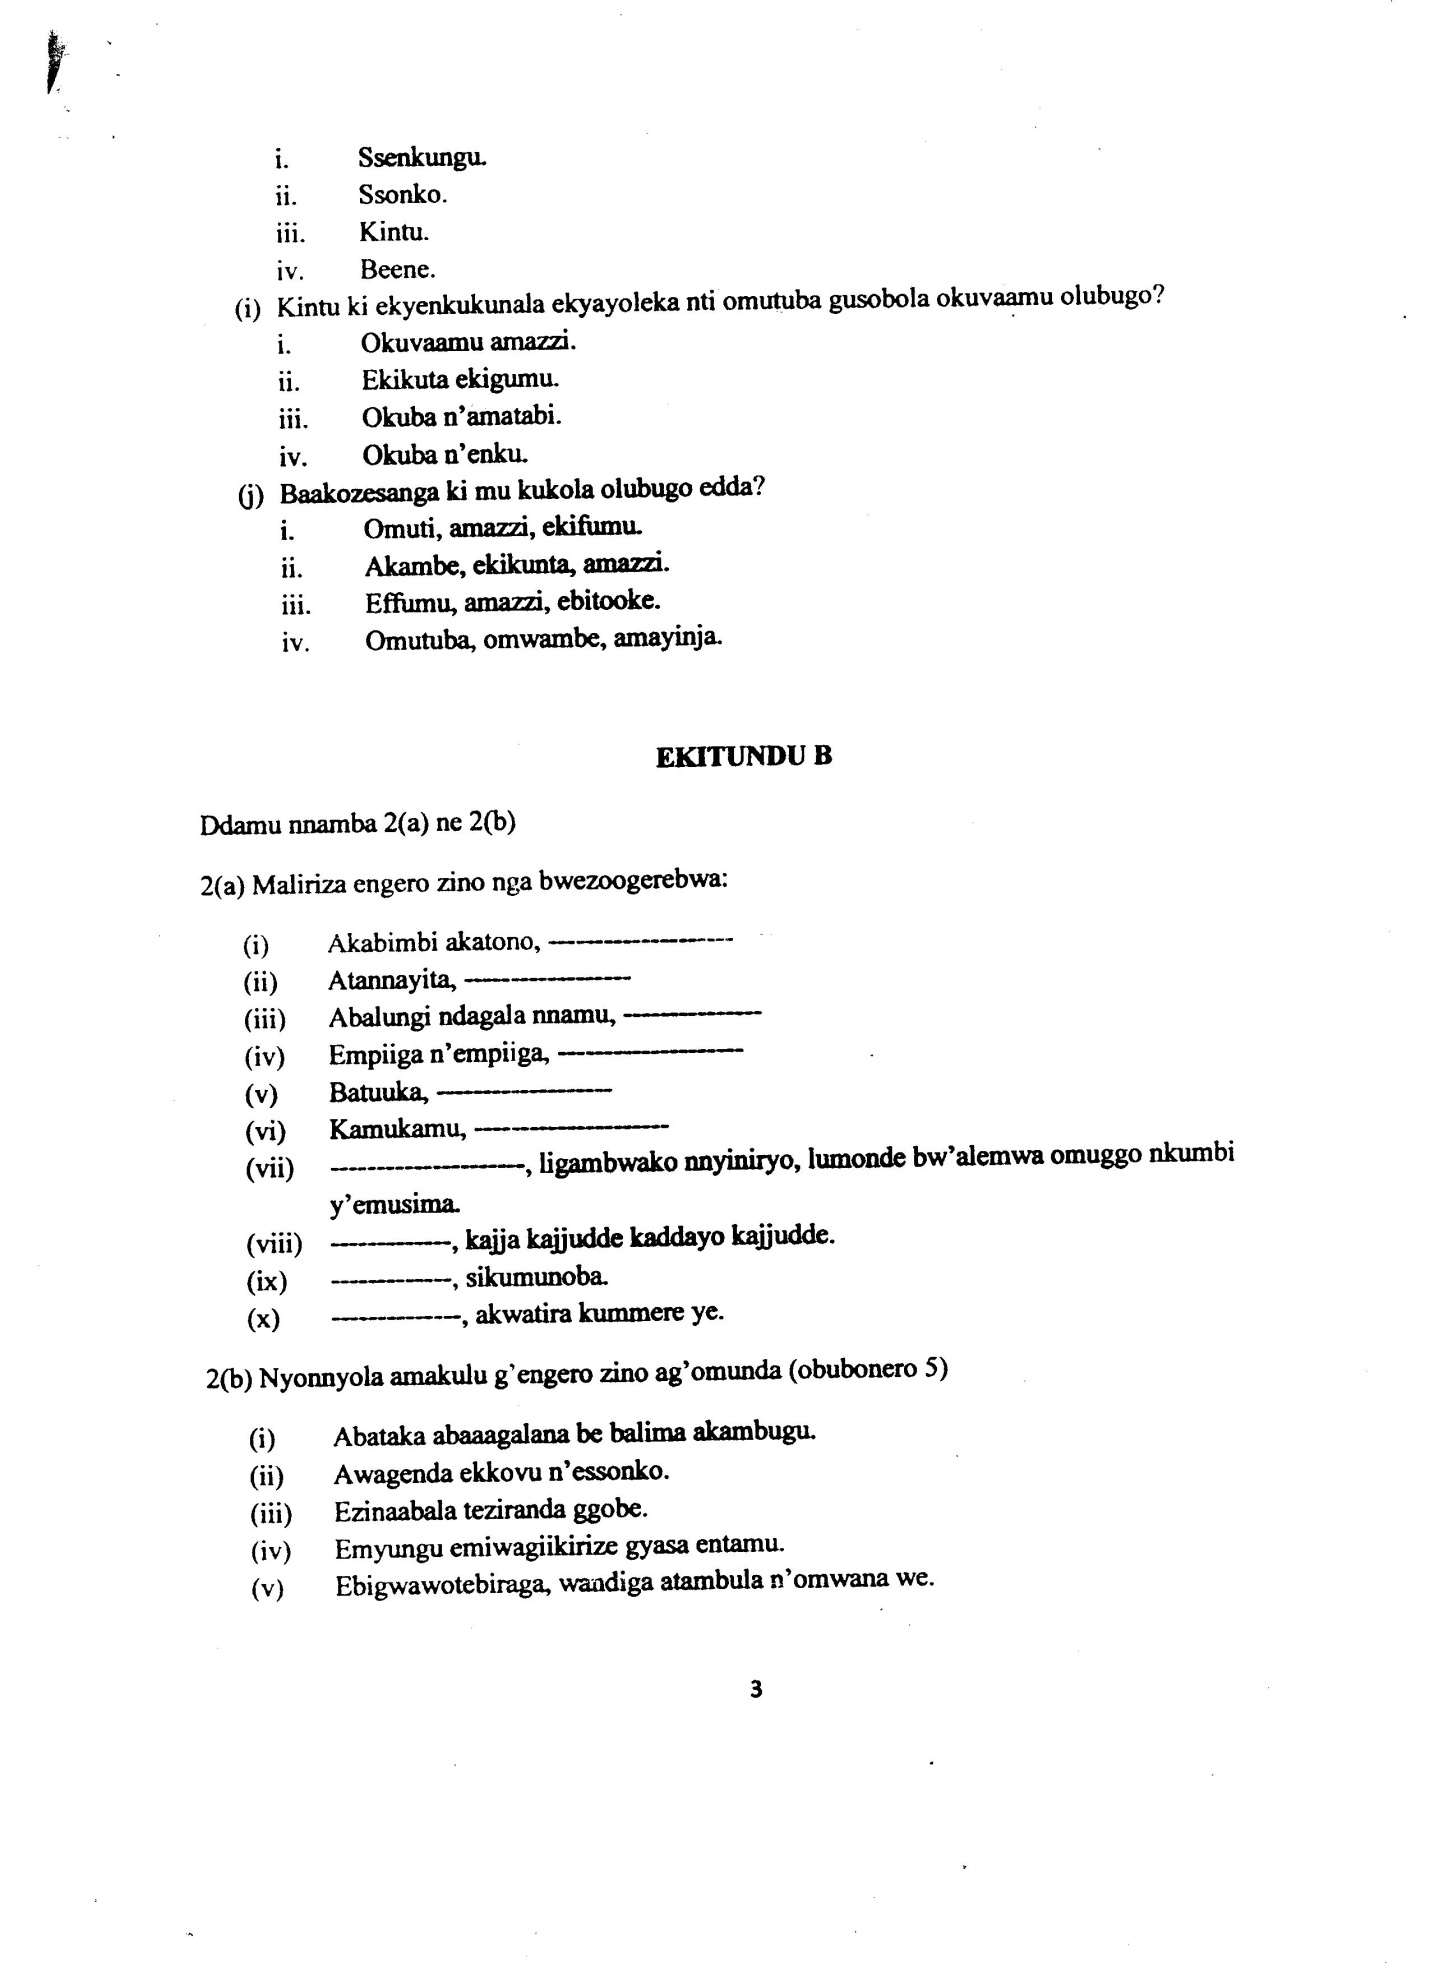 i. Ssenkungu.
ii. Ssonko.
iii. Kintu.
iv. Beene.
(i) Kintu ki ekyenkukunala ekyayoleka nti omutuba gusobola okuvaamu olubugo?
i. Okuvaamu amazzi.
ii. Ekikuta ekigumu.
iii. Okuba n'amatabi.
iv. Okuba n'enku.
(j) Baakozesanga ki mu kukola olubugo edda?
i. Omuti, amazzi, ekifumu.
ii. Akambe, ekikunta, amazzi.
iii. Effumu, amazzi, ebitooke.
iv. Omutuba, omwambe, amayinja.
EKITUNDU B
Ddamu nnamba 2(a) ne 2(b)
2(a) Maliriza engero zino nga bwezoogerebwa:
(i) Akabimbi akatono, --------------------
(ii) Atannayita, ------------------
(iii) Abalungi ndagala nnamu, ---------------
(iv) Empiiga n'empiiga, --------------------
(v) Batuuka, -------------------
(vi) Kamukamu, ---------------------
(vii) ---------------------, ligambwako nnyiniryo, lumonde bw'alemwa omuggo nkumbi
y'emusima.
(viii) -------------, kajja kajjudde kaddayo kajjudde.
(ix) -------------, sikumunoba.
(x) --------------, akwatira kummere ye.
2(b) Nyonnyola amakulu g'engero zino ag'omunda (obubonero 5)
(i) Abataka abaaagalana be balima akambugu.
(ii) Awagenda ekkovu n'essonko.
(iii) Ezinaabala teziranda ggobe.
(iv) Emyungu emiwagiikirize gyasa entamu.
(v) Ebigwawotebiraga, wandiga atambula n'omwana we.
3